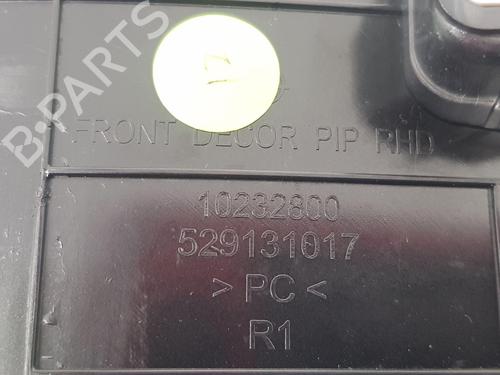 B-PARTS
FRONT DECOR PIP RHD
10232800
529131017
> PC <
R1